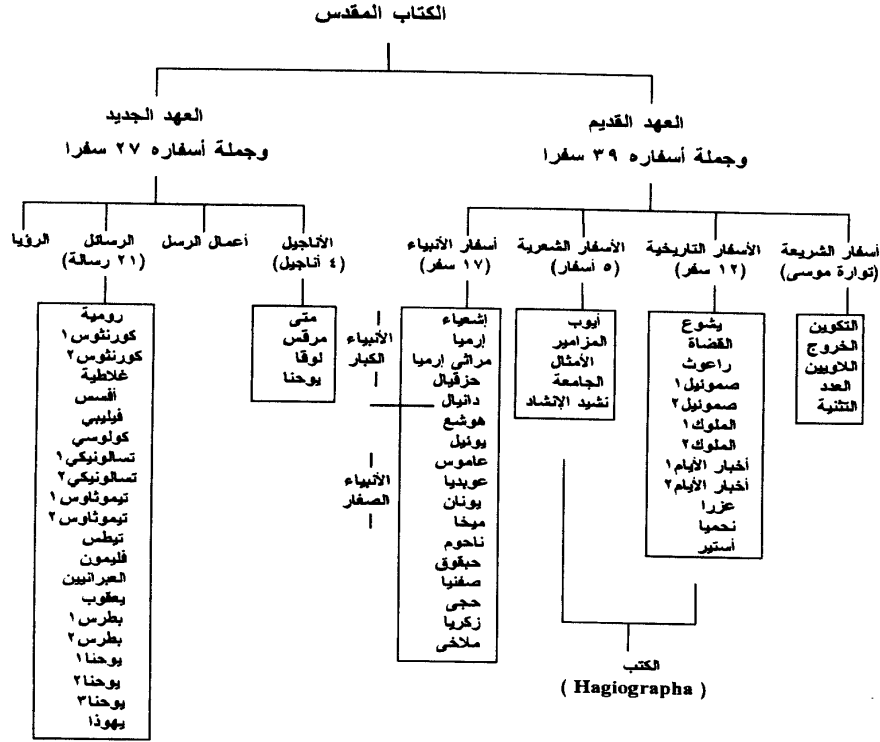 الكتاب المقدس
العهد القديم
وجملة أسفاره ٣٩ سفرا
العهد الجديد
وجملة أسفاره ٢٧ سفرا
أسفار الشريعة
(توارة موسى)
التكوين
الخروج
اللاويين
العدد
التثنية
الأسفار التاريخية
(١٢ سفر)
يشوع
القضاة
راعوث
صموئيل١
صموئيل٢
الملوك١
الملوك٢
أخبار الأيام١
أخبار الأيام٢
عزرا
نحميا
أستير
الأسفار الشعرية
(٥ أسفار)
أيوب
المزامير
الأمثال
الجامعة
نشيد الإنشاد
الكتب
( Hagiographa )
أسفار الأنبياء
(١٧ سفر)
إشعياء
إرميا
مراثى إرميا
حزقيال
دانيال
هوشع
يوئيل
عاموس
عوبديا
يونان
ميخا
ناحوم
حبقوق
صفنيا
حجى
زكريا
ملاخى
الأنبياء
الكبار
الأنبياء
الصغار
الأناجيل
(٤ أناجيل)
متى
مرقس
لوقا
يوحنا
أعمال الرسل
الرسائل
(٢١ رسالة)
رومية
كورنثوس١
كورنثوس٢
غلاطية
أفسس
فيليبي
كولوسي
تسالونيكي١
تسالونيكي٢
تيموثاوس١
تيموثاوس٢
تيطس
فليمون
العبرانيين
يعقوب
بطرس١
بطرس٢
يوحنا١
يوحنا٢
يوحنا٣
يهوذا
الرؤيا